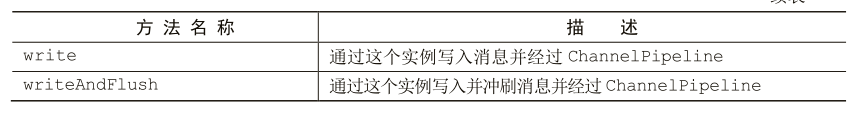 方法名称 描 述
write 通过这个实例写入消息并经过 ChannelPipeline
writeAndFlush 通过这个实例写入并冲刷消息并经过 ChannelPipeline